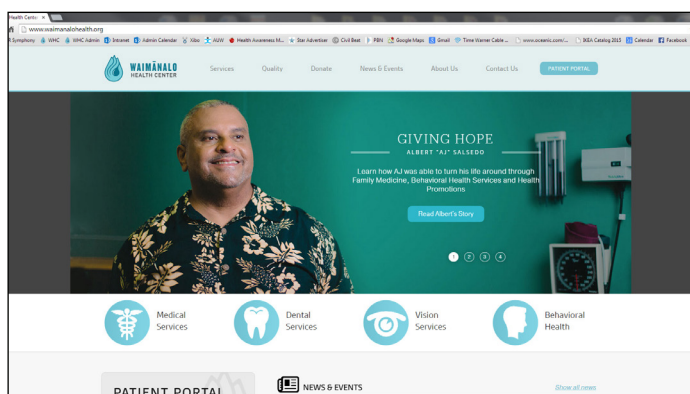 Health Center
www.waimanalohealth.org
Symphony WHC WHC Admin Intranet Admin Calendar Xibo AUW Health Awareness M... Star Advertiser Civil Beat PBN Google Maps Gmail Time Warner Cable ... www.oceanic.com/... IKEA Catalog 2015 Calendar Facebook
WAIMĀNALO
HEALTH CENTER
Services Quality Donate News & Events About Us Contact Us PATIENT PORTAL
GIVING HOPE
ALBERT "AJ" SALSEDO
Learn how AJ was able to turn his life around through
Family Medicine, Behavioral Health Services and Health
Promotions
Read Albert's Story
1 2 3 4
Medical
Services
Dental
Services
Vision
Services
Behavioral
Health
PATIENT PORTAL
NEWS & EVENTS
Show all news